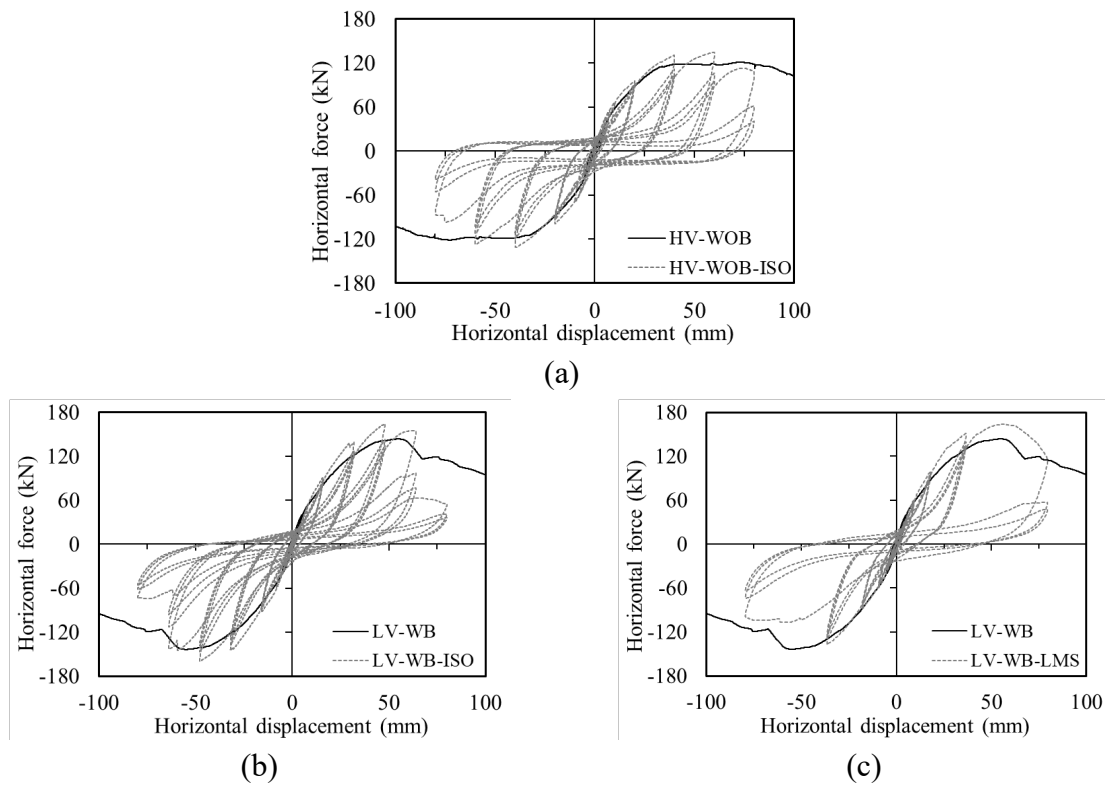 180
120
60
0
-60
-120
-180
Horizontal force (kN)
HV-WOB
HV-WOB-ISO
-100 -50 0 50 100
Horizontal displacement (mm)
(a)
180
120
60
0
-60
-120
-180
Horizontal force (kN)
LV-WB
LV-WB-ISO
-100 -50 0 50 100
Horizontal displacement (mm)
(b)
180
120
60
0
-60
-120
-180
Horizontal force (kN)
LV-WB
LV-WB-LMS
-100 -50 0 50 100
Horizontal displacement (mm)
(c)